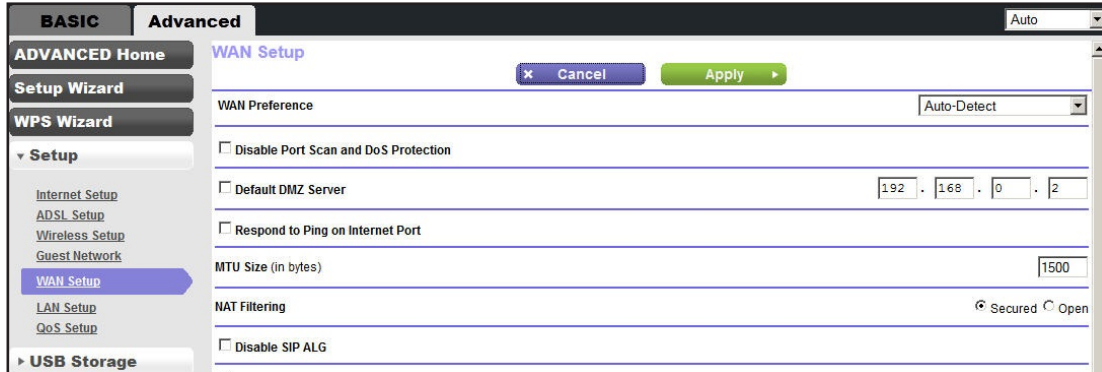 BASIC Advanced Auto
ADVANCED Home
Setup Wizard
WPS Wizard
Setup
Internet Setup
ADSL Setup
Wireless Setup
Guest Network
WAN Setup
LAN Setup
QoS Setup
USB Storage
WAN Setup
Cancel Apply
WAN Preference Auto-Detect
Disable Port Scan and DoS Protection
Default DMZ Server 192 . 168 . 0 . 2
Respond to Ping on Internet Port
MTU Size (in bytes) 1500
NAT Filtering Secured Open
Disable SIP ALG